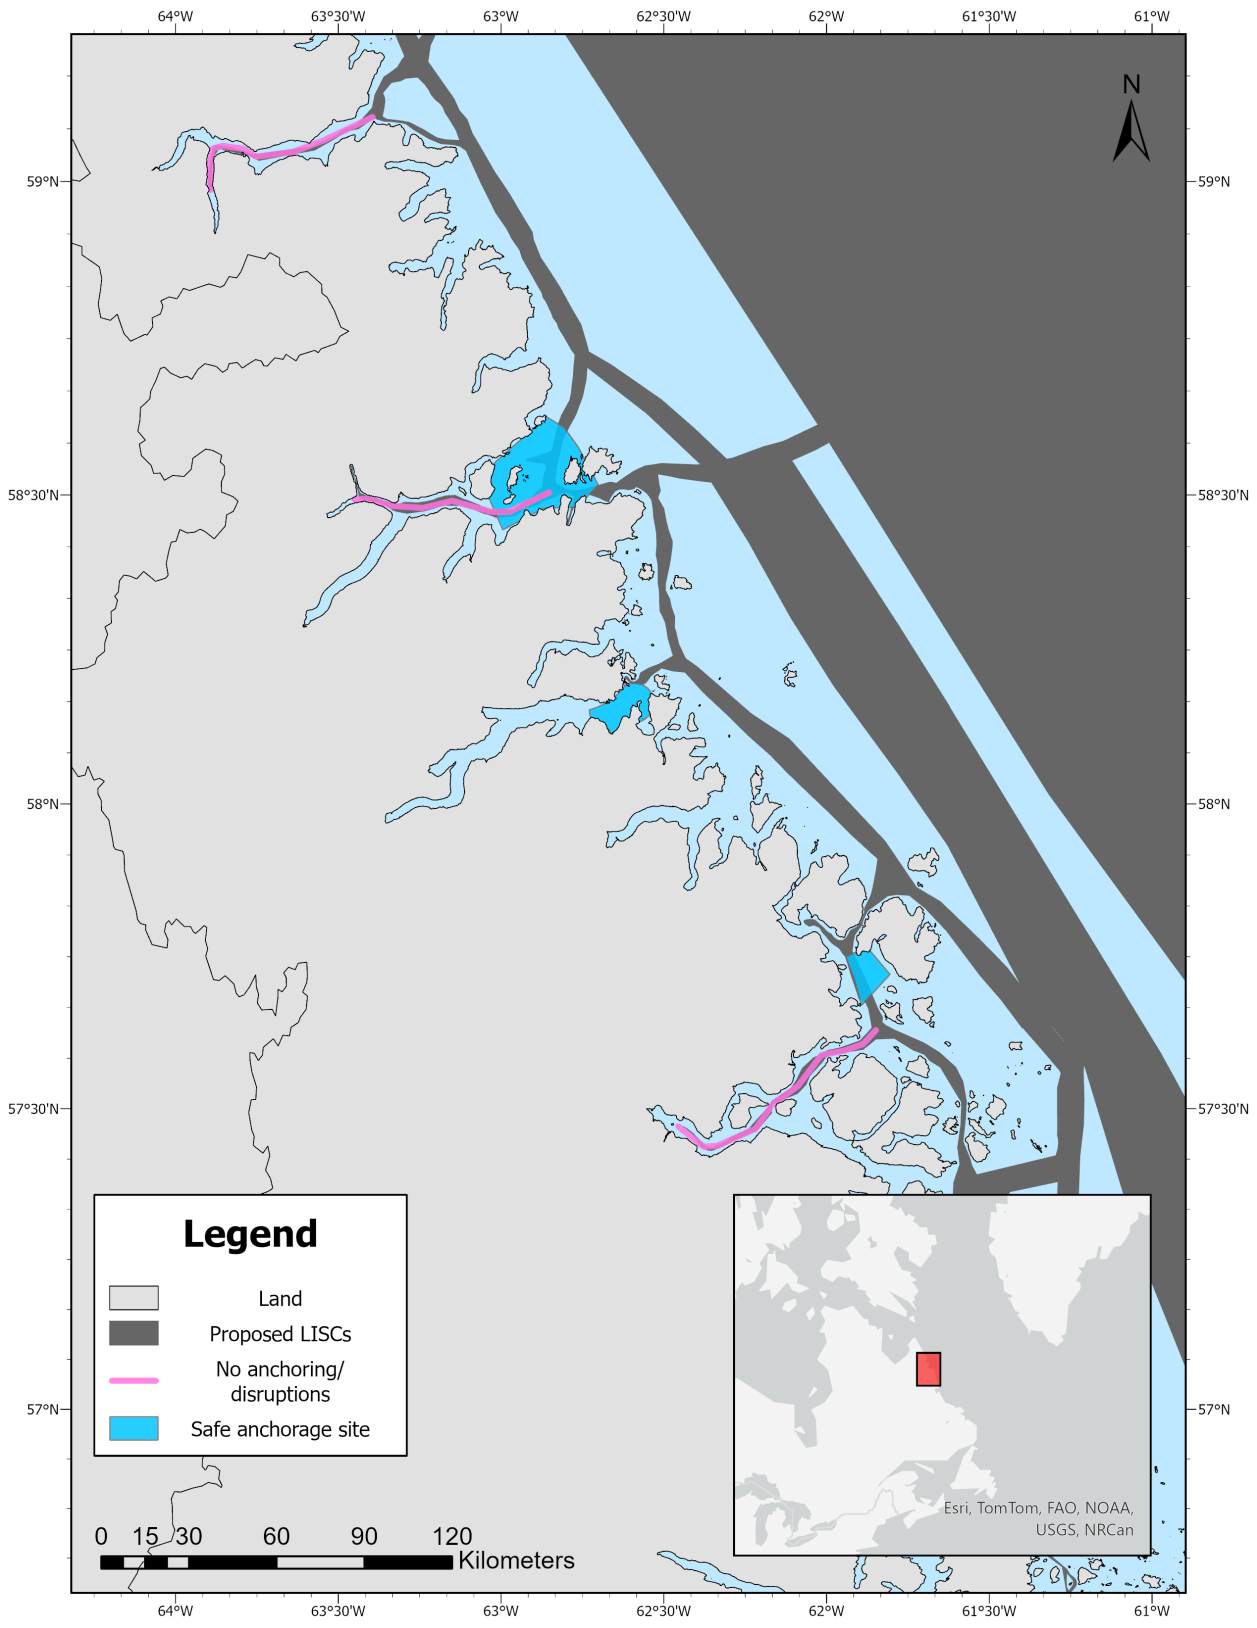 64°W 63°30'W 63°W 62°30'W 62°W 61°30'W 61°W
N
59°N 59°N
58°30'N 58°30'N
58°N 58°N
57°30'N 57°30'N
57°N 57°N
Legend
Land
Proposed LISCs
No anchoring/
disruptions
Safe anchorage site
Esri, TomTom, FAO, NOAA,
USGS, NRCan
0 15 30 60 90 120
Kilometers
64°W 63°30'W 63°W 62°30'W 62°W 61°30'W 61°W